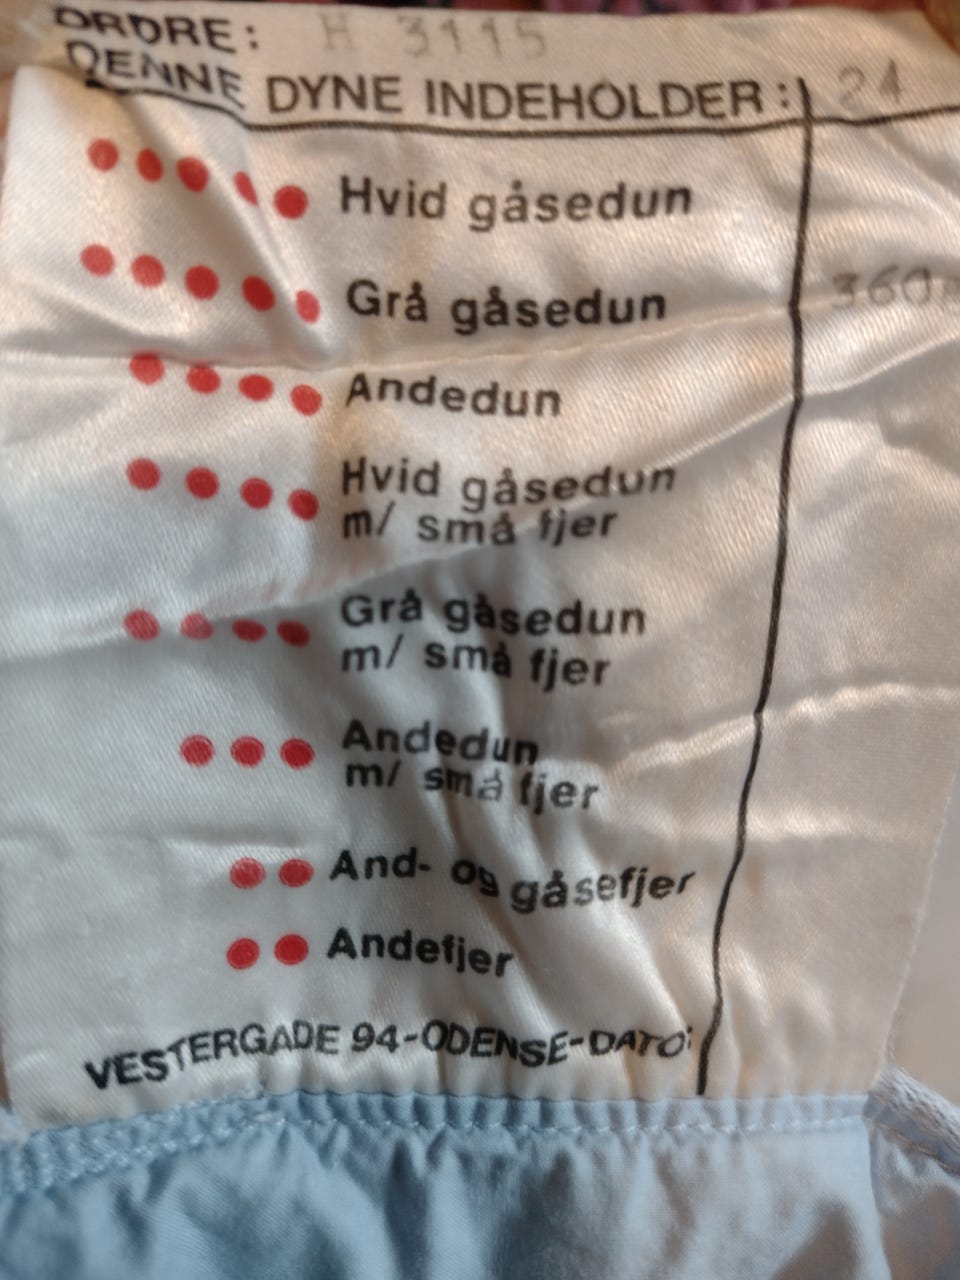 ORDRE: H 3115
DENNE DYNE INDEHOLDER: 24
Hvid gåsedun
Grå gåsedun 360g
Andedun
Hvid gåsedun
m/ små fjer
Grå gåsedun
m/ små fjer
Andedun
m/ små fjer
And- og gåsefjer
Andefjer
VESTERGADE 94-ODENSE-DATO: